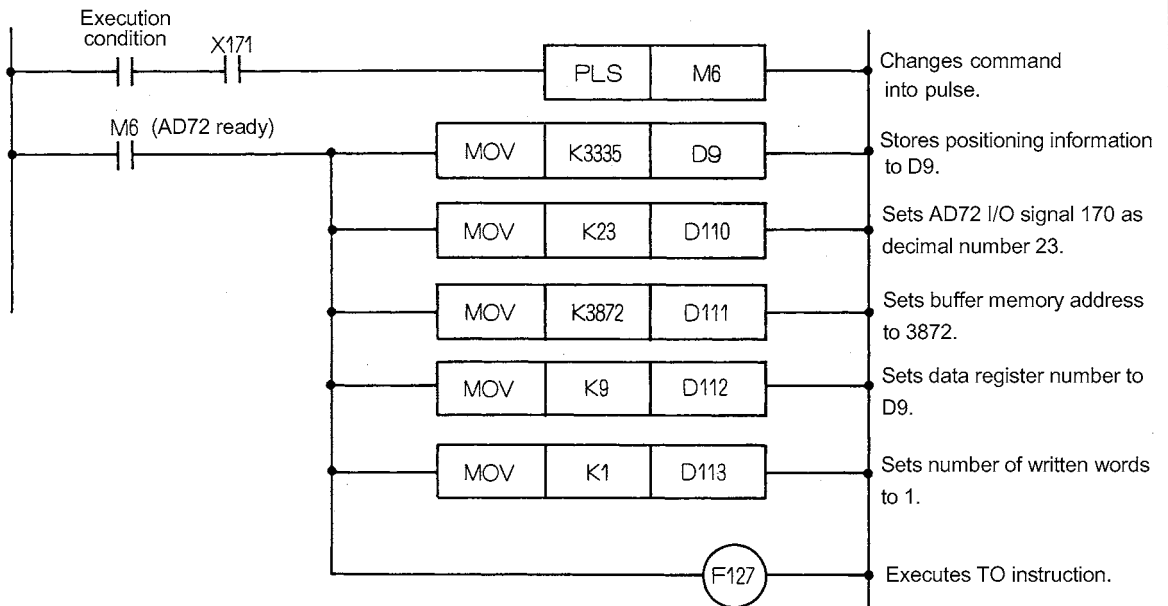 Execution
condition
X171
PLS M6
Changes command
into pulse.
M6 (AD72 ready)
MOV K3335 D9
Stores positioning information
to D9.
MOV K23 D110
Sets AD72 I/O signal 170 as
decimal number 23.
MOV K3872 D111
Sets buffer memory address
to 3872.
MOV K9 D112
Sets data register number to
D9.
MOV K1 D113
Sets number of written words
to 1.
F127
Executes TO instruction.